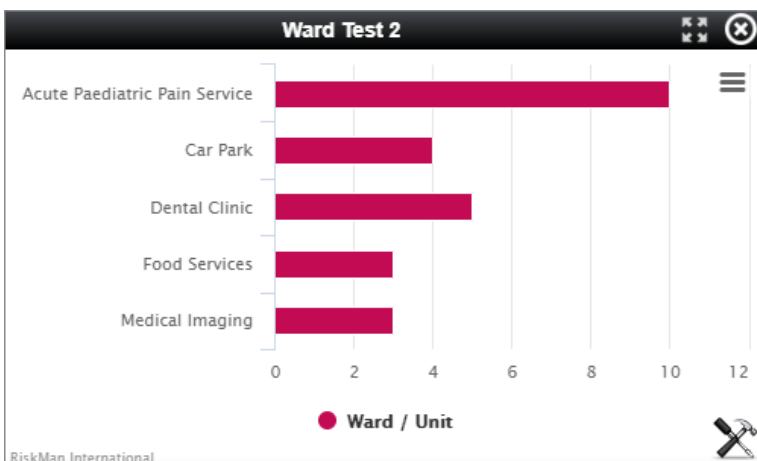 Ward Test 2
Acute Paediatric Pain Service
Car Park
Dental Clinic
Food Services
Medical Imaging
0 2 4 6 8 10 12
Ward / Unit
RiskMan International